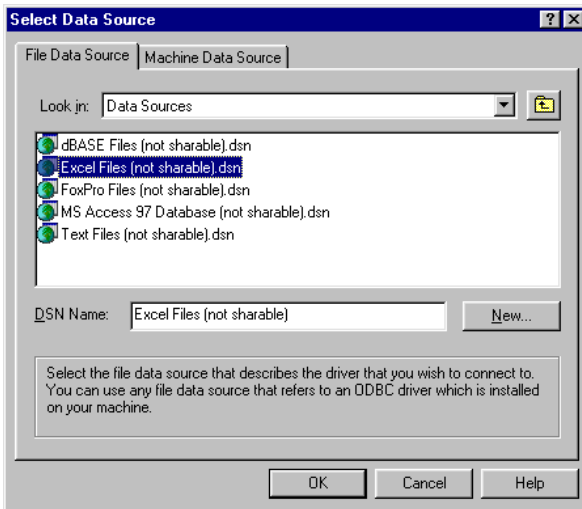 Select Data Source
File Data Source Machine Data Source
Look in: Data Sources
dBASE Files (not sharable).dsn
Excel Files (not sharable).dsn
FoxPro Files (not sharable).dsn
MS Access 97 Database (not sharable).dsn
Text Files (not sharable).dsn
DSN Name: Excel Files (not sharable) New...
Select the file data source that describes the driver that you wish to connect to.
You can use any file data source that refers to an ODBC driver which is installed
on your machine.
OK Cancel Help